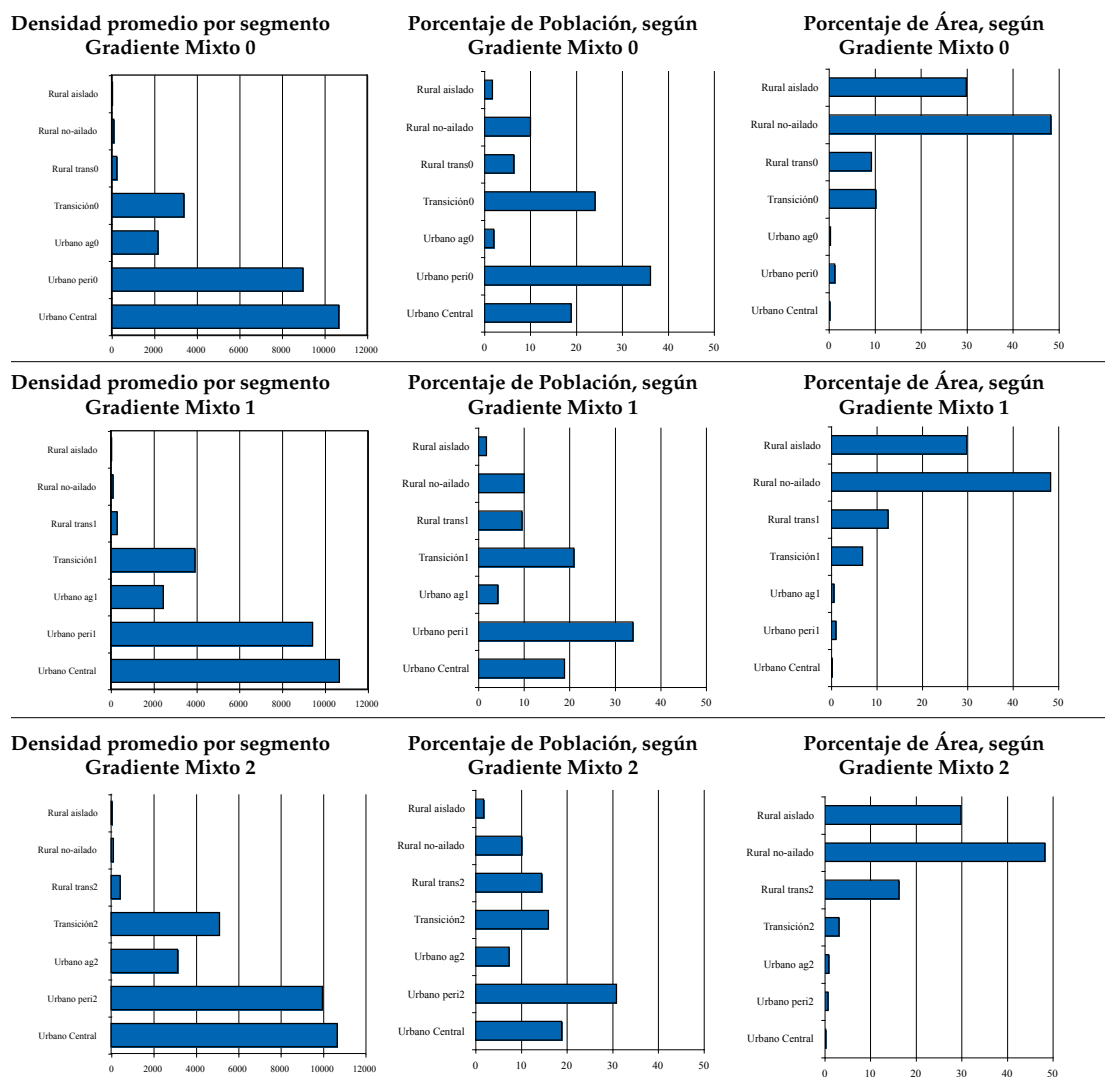 Densidad promedio por segmento
Gradiente Mixto 0
Rural aislado
Rural no-ailado
Rural trans0
Transición0
Urbano ag0
Urbano peri0
Urbano Central
0 2000 4000 6000 8000 10000 12000
Porcentaje de Población, según
Gradiente Mixto 0
Rural aislado
Rural no-ailado
Rural trans0
Transición0
Urbano ag0
Urbano peri0
Urbano Central
0 10 20 30 40 50
Porcentaje de Área, según
Gradiente Mixto 0
Rural aislado
Rural no-ailado
Rural trans0
Transición0
Urbano ag0
Urbano peri0
Urbano Central
0 10 20 30 40 50
Densidad promedio por segmento
Gradiente Mixto 1
Rural aislado
Rural no-ailado
Rural trans1
Transición1
Urbano ag1
Urbano peri1
Urbano Central
0 2000 4000 6000 8000 10000 12000
Porcentaje de Población, según
Gradiente Mixto 1
Rural aislado
Rural no-ailado
Rural trans1
Transición1
Urbano ag1
Urbano peri1
Urbano Central
0 10 20 30 40 50
Porcentaje de Área, según
Gradiente Mixto 1
Rural aislado
Rural no-ailado
Rural trans1
Transición1
Urbano ag1
Urbano peri1
Urbano Central
0 10 20 30 40 50
Densidad promedio por segmento
Gradiente Mixto 2
Rural aislado
Rural no-ailado
Rural trans2
Transición2
Urbano ag2
Urbano peri2
Urbano Central
0 2000 4000 6000 8000 10000 12000
Porcentaje de Población, según
Gradiente Mixto 2
Rural aislado
Rural no-ailado
Rural trans2
Transición2
Urbano ag2
Urbano peri2
Urbano Central
0 10 20 30 40 50
Porcentaje de Área, según
Gradiente Mixto 2
Rural aislado
Rural no-ailado
Rural trans2
Transición2
Urbano ag2
Urbano peri2
Urbano Central
0 10 20 30 40 50